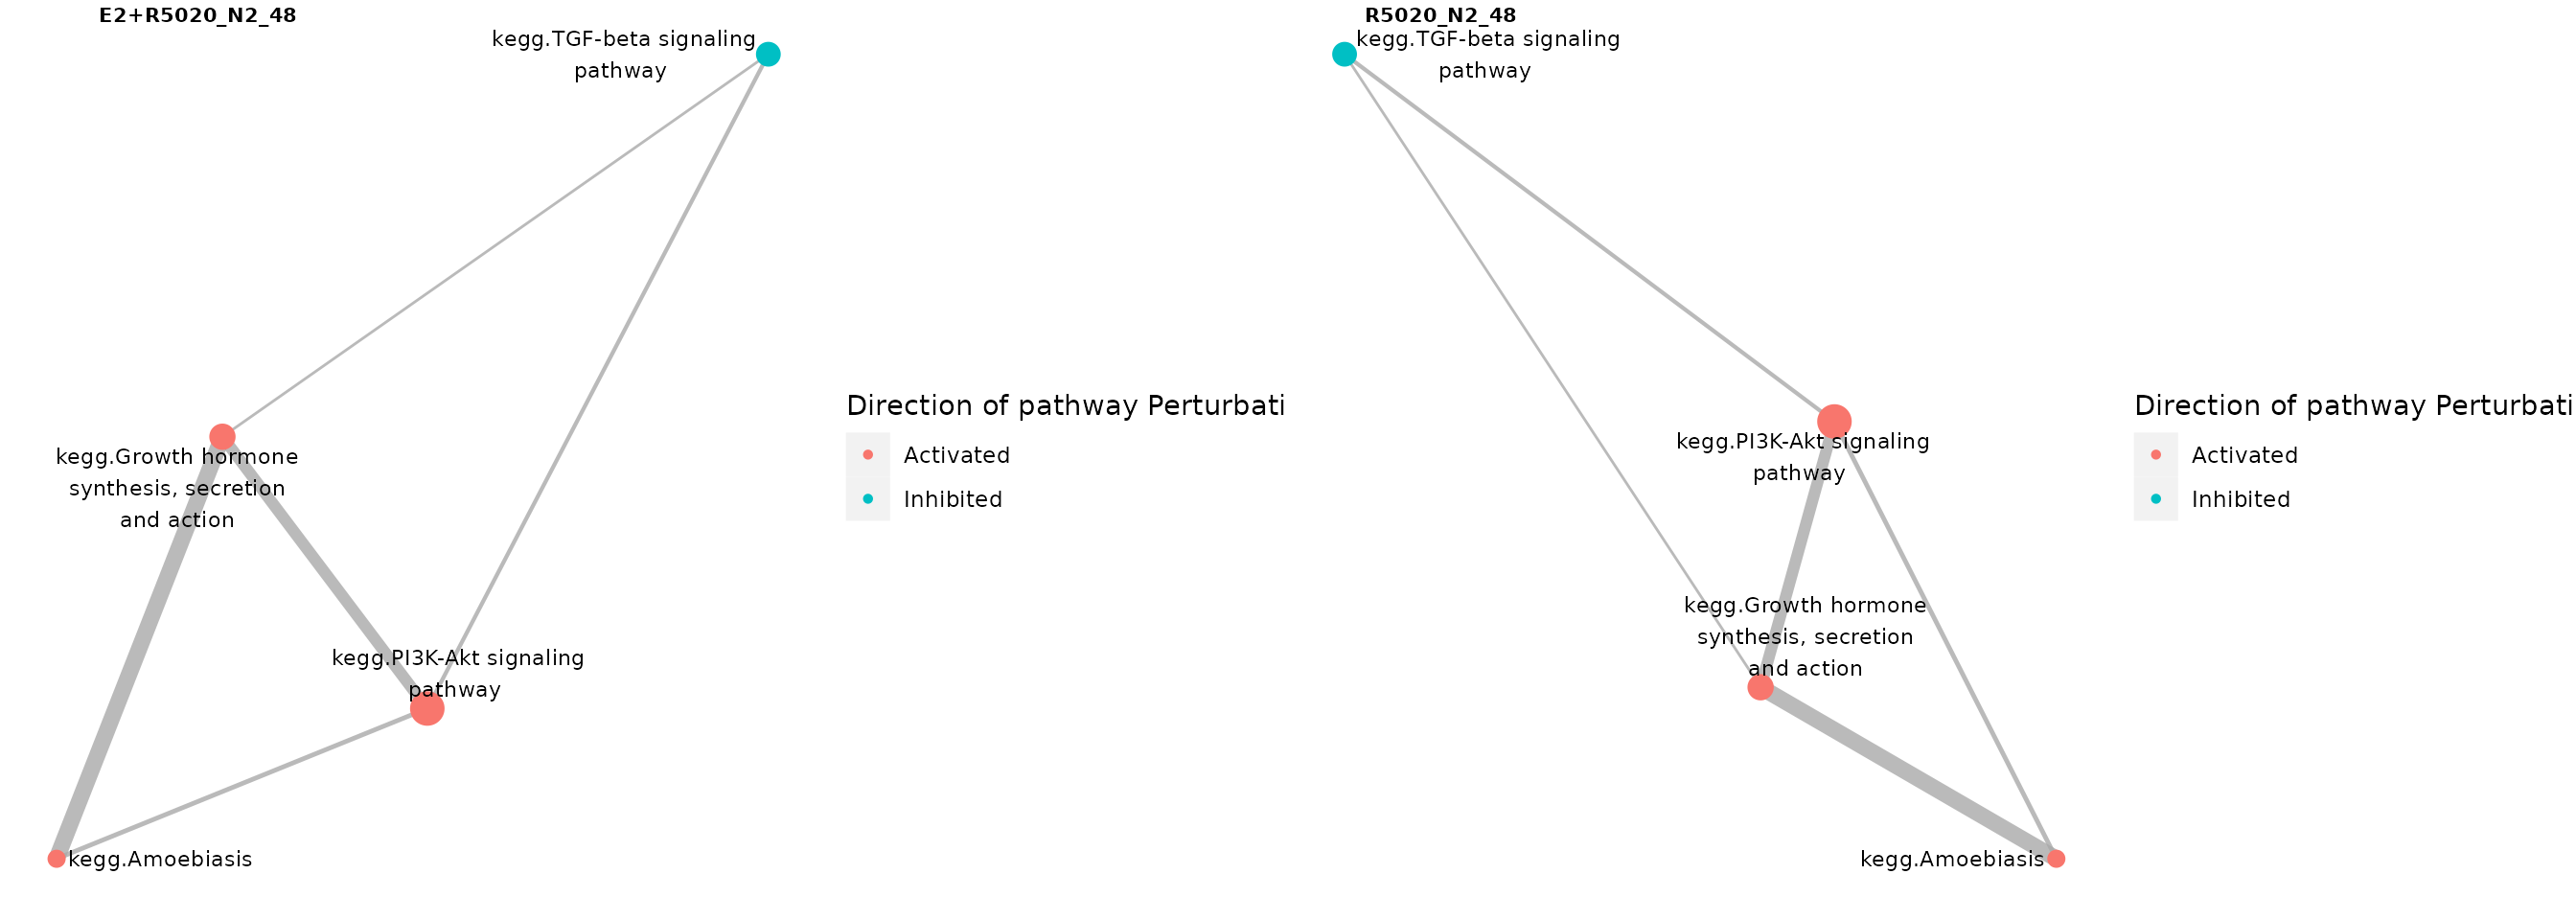 E2+R5020_N2_48
kegg.TGF-beta signaling
pathway
kegg.Growth hormone
synthesis, secretion
and action
kegg.PI3K-Akt signaling
pathway
kegg.Amoebiasis
Direction of pathway Perturbati
Activated
Inhibited
R5020_N2_48
kegg.TGF-beta signaling
pathway
kegg.PI3K-Akt signaling
pathway
kegg.Growth hormone
synthesis, secretion
and action
kegg.Amoebiasis
Direction of pathway Perturbati
Activated
Inhibited